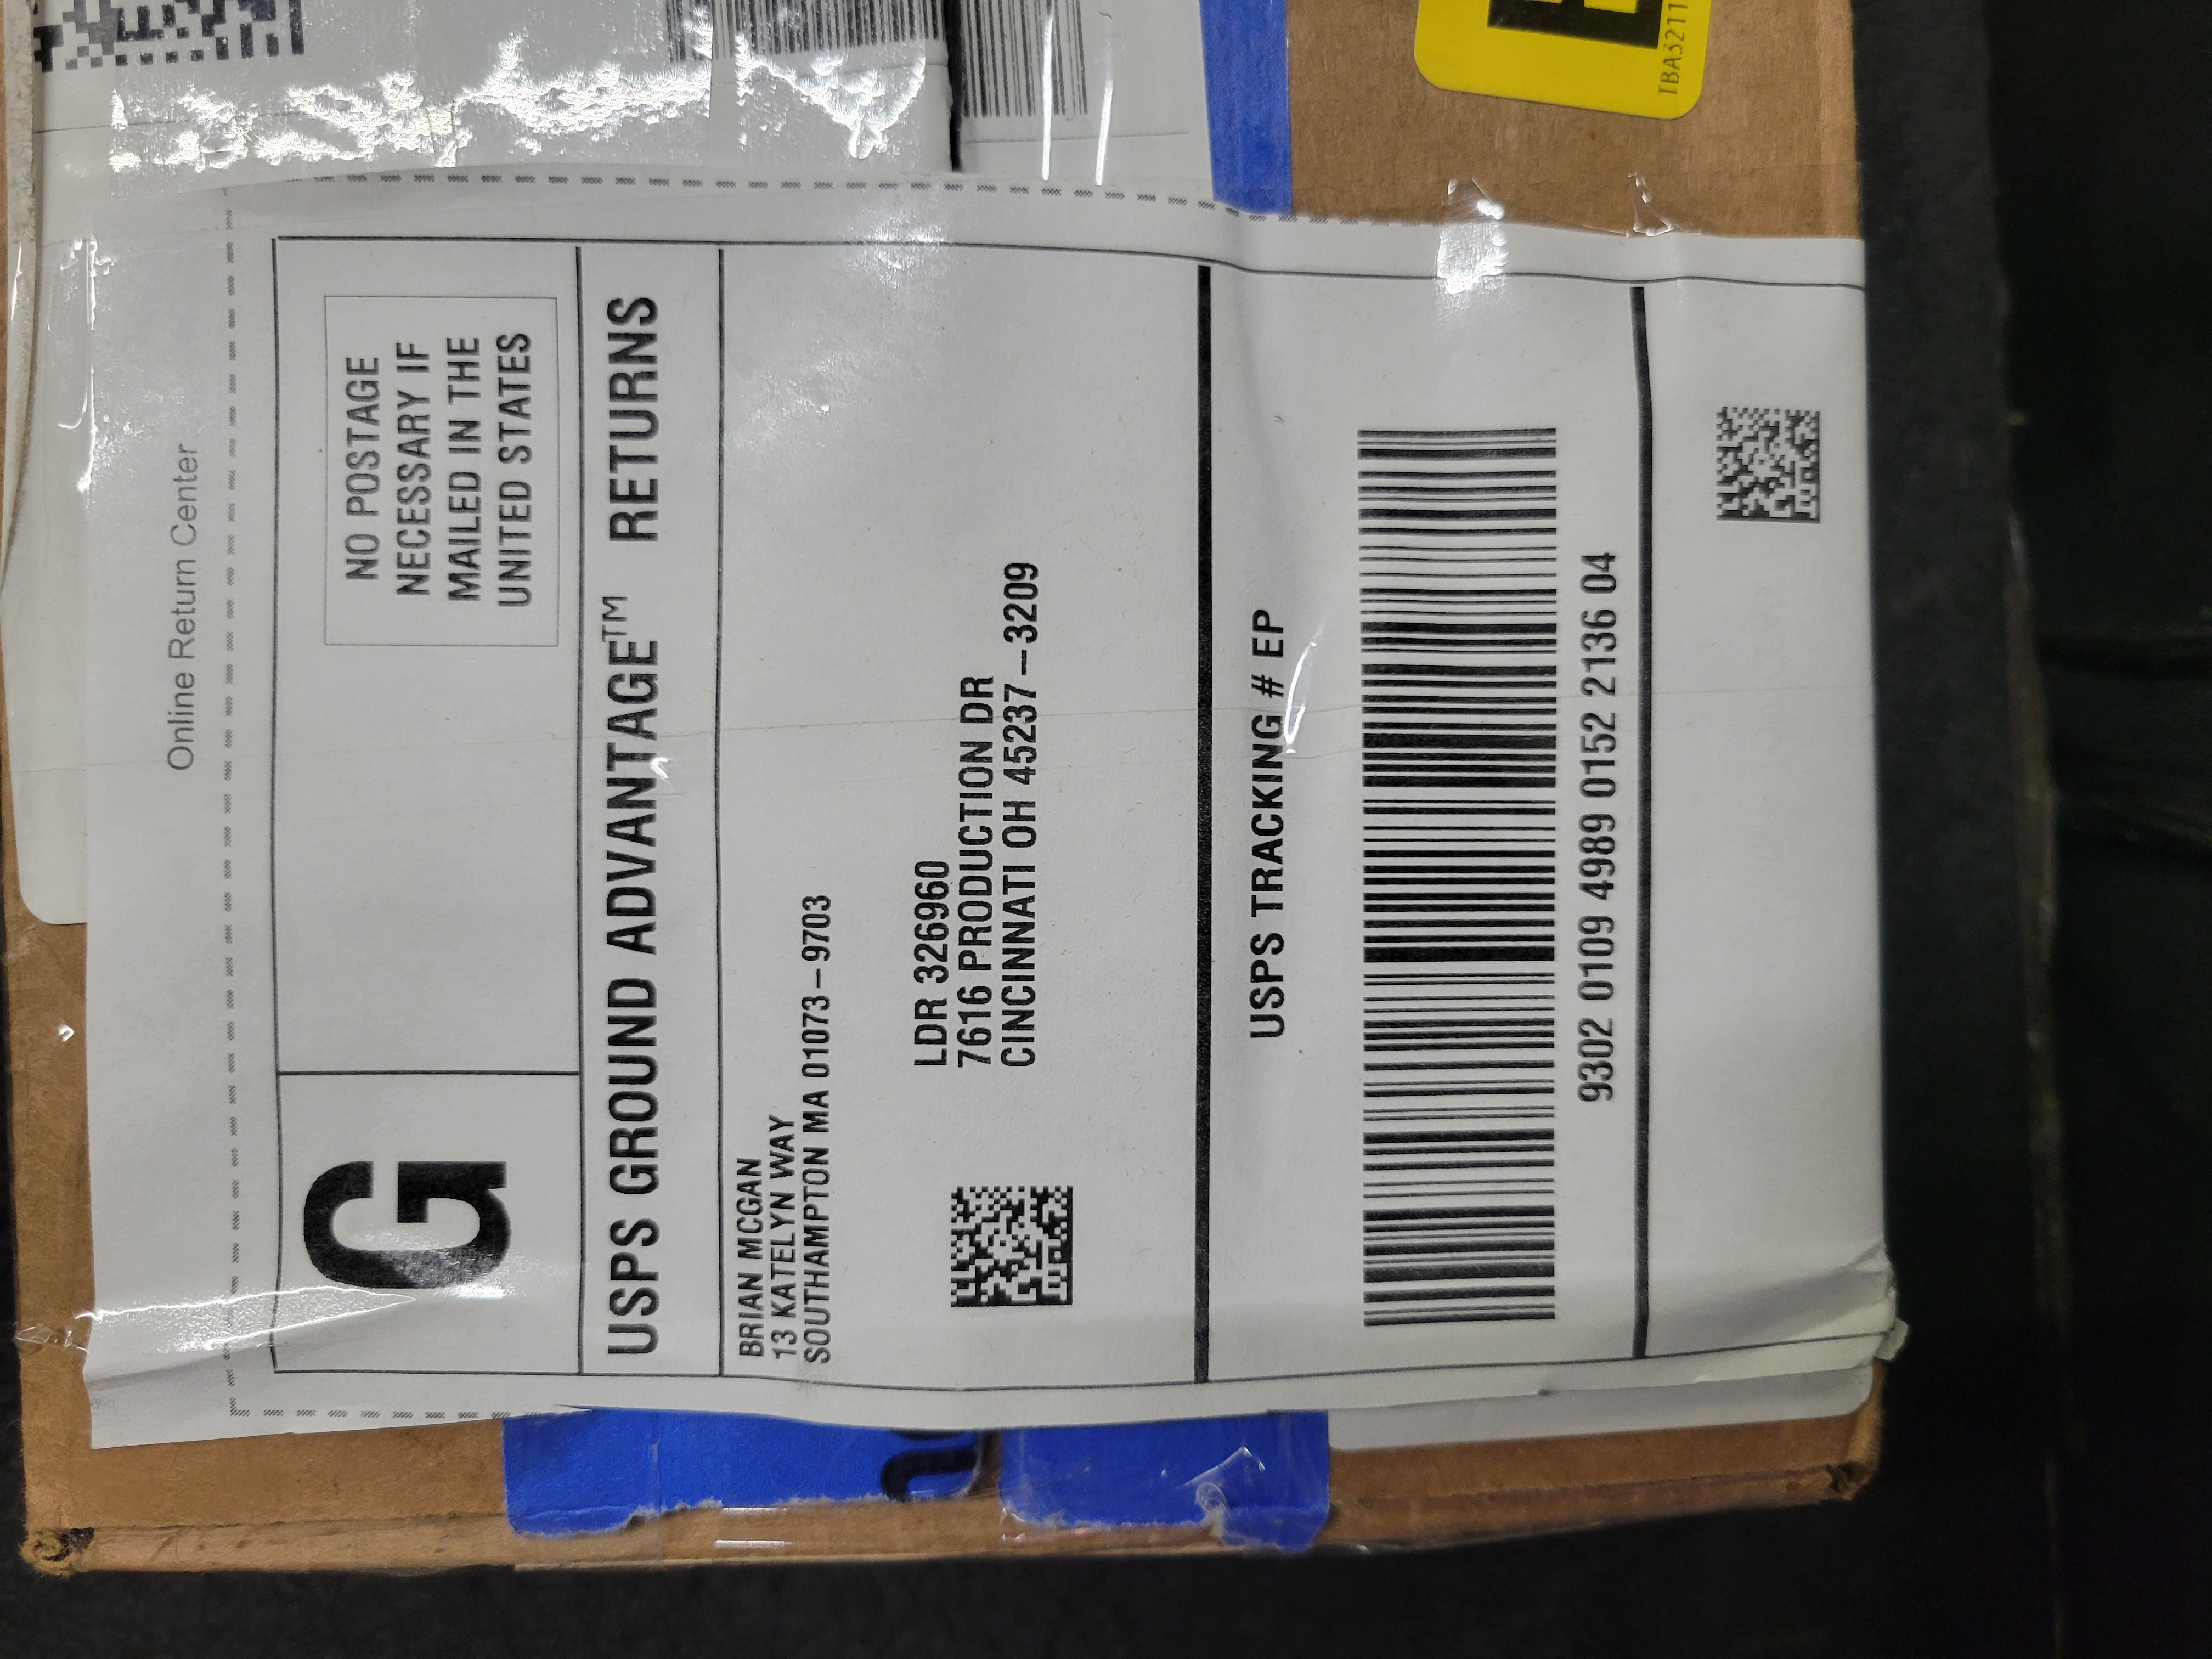 Online Return Center
G
NO POSTAGE
NECESSARY IF
MAILED IN THE
UNITED STATES
USPS GROUND ADVANTAGE™ RETURNS
BRIAN MCGAN
13 KATELYN WAY
SOUTHAMPTON MA 01073-9703
LDR 326960
7616 PRODUCTION DR
CINCINNATI OH 45237-3209
USPS TRACKING # EP
9302 0109 4989 0152 2136 04